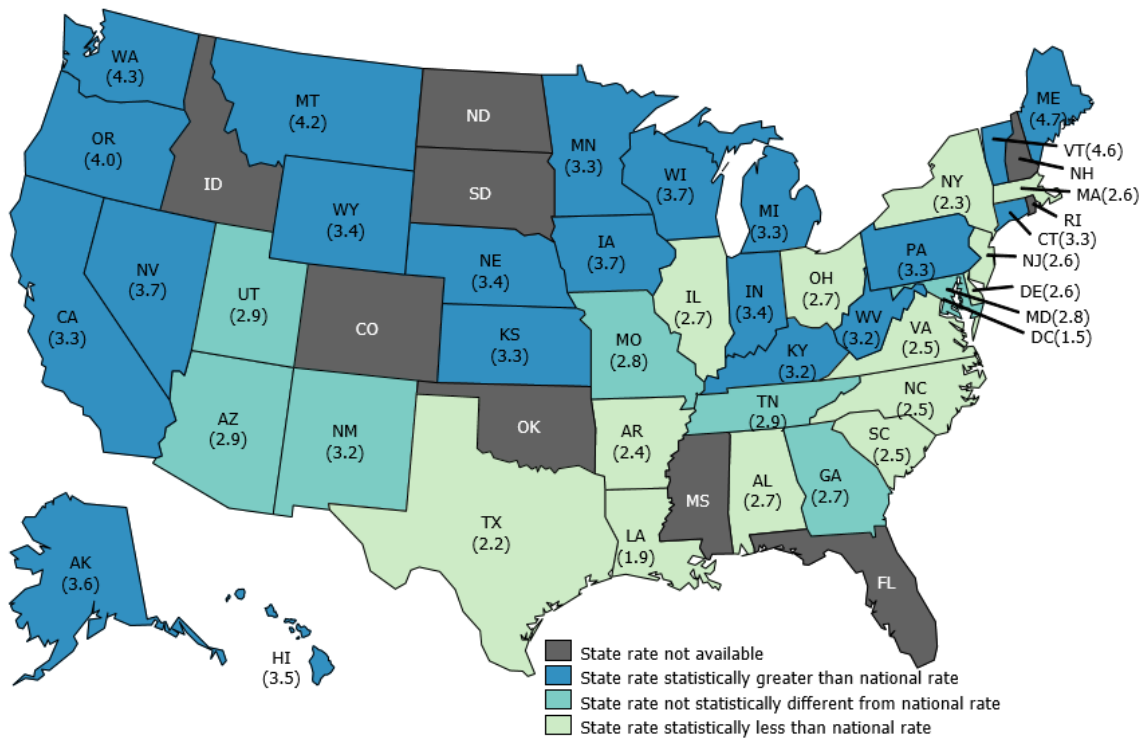 WA
(4.3)
MT
(4.2)
ND
ME
(4.7)
OR
(4.0)
MN
(3.3)
VT(4.6)
NH
ID
SD
WI
(3.7)
NY
(2.3)
MA(2.6)
WY
(3.4)
MI
(3.3)
RI
CT(3.3)
IA
(3.7)
PA
(3.3)
NJ(2.6)
NV
(3.7)
NE
(3.4)
OH
(2.7)
DE(2.6)
UT
(2.9)
IL
(2.7)
IN
(3.4)
MD(2.8)
CA
(3.3)
CO
KS
(3.3)
MO
(2.8)
WV
(3.2)
VA
(2.5)
DC(1.5)
KY
(3.2)
NC
(2.5)
AZ
(2.9)
NM
(3.2)
OK
AR
(2.4)
TN
(2.9)
SC
(2.5)
MS
AL
(2.7)
GA
(2.7)
TX
(2.2)
LA
(1.9)
FL
AK
(3.6)
HI
(3.5)
State rate not available
State rate statistically greater than national rate
State rate not statistically different from national rate
State rate statistically less than national rate